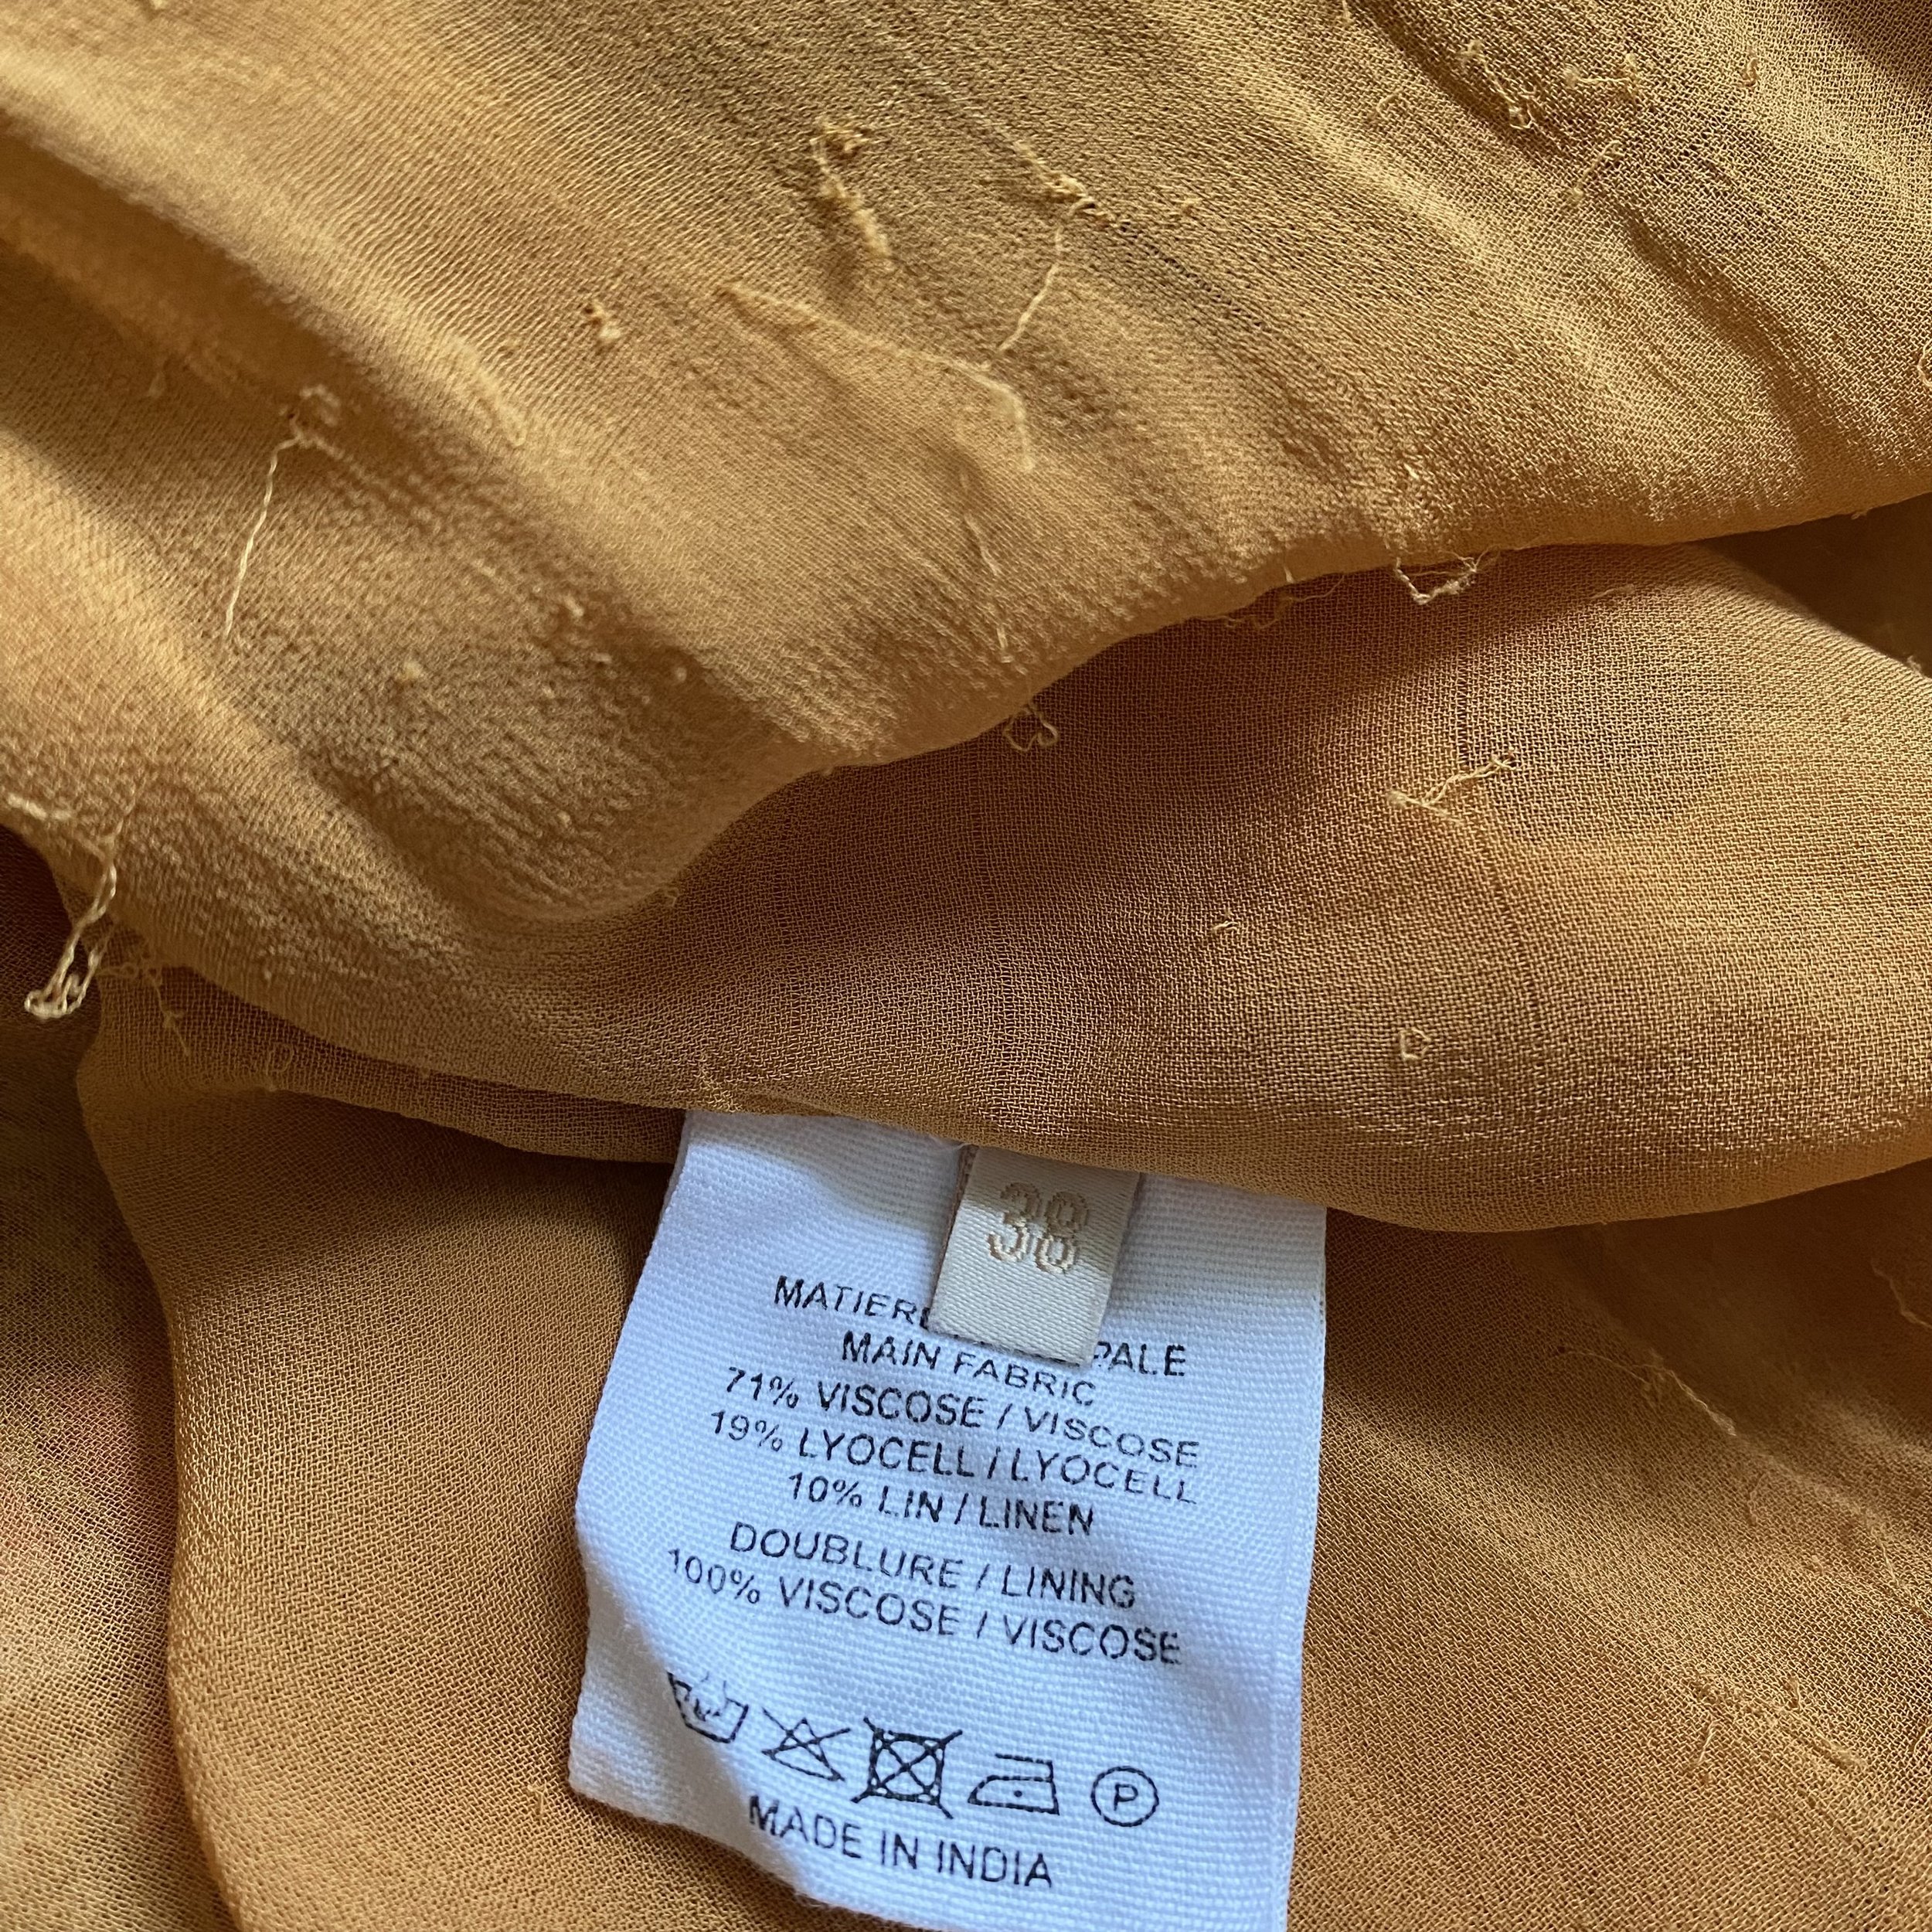 38
PALE
MAIN FABRIC
71% VISCOSE / VISCOSE
19% LYOCELL / LYOCELL
10% LIN / LINEN
DOUBLURE / LINING
100% VISCOSE / VISCOSE
P
MADE IN INDIA